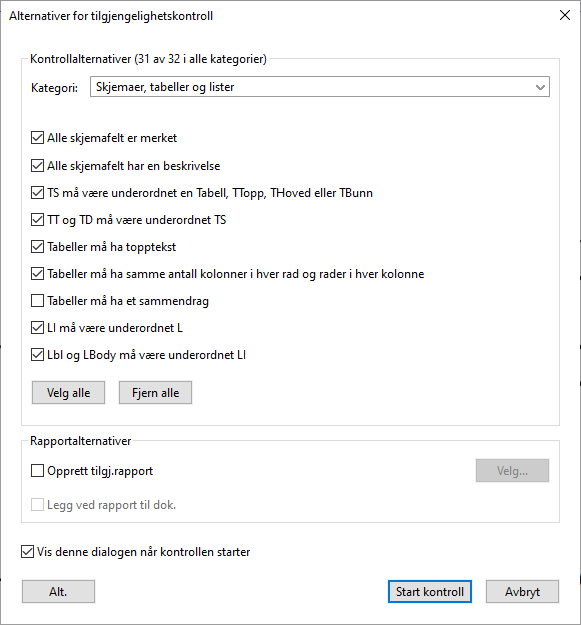 Alternativer for tilgjengelighetskontroll
Kontrollalternativer (31 av 32 i alle kategorier)
Kategori: Skjemaer, tabeller og lister
Alle skjemafelt er merket
Alle skjemafelt har en beskrivelse
TS må være underordnet en Tabell, TTopp, THoved eller TBunn
TT og TD må være underordnet TS
Tabeller må ha topptekst
Tabeller må ha samme antall kolonner i hver rad og rader i hver kolonne
Tabeller må ha et sammendrag
LI må være underordnet L
Lbl og LBody må være underordnet LI
Velg alle Fjern alle
Rapportalternativer
Opprett tilgj.rapport Velg...
Legg ved rapport til dok.
Vis denne dialogen når kontrollen starter
Alt. Start kontroll Avbryt